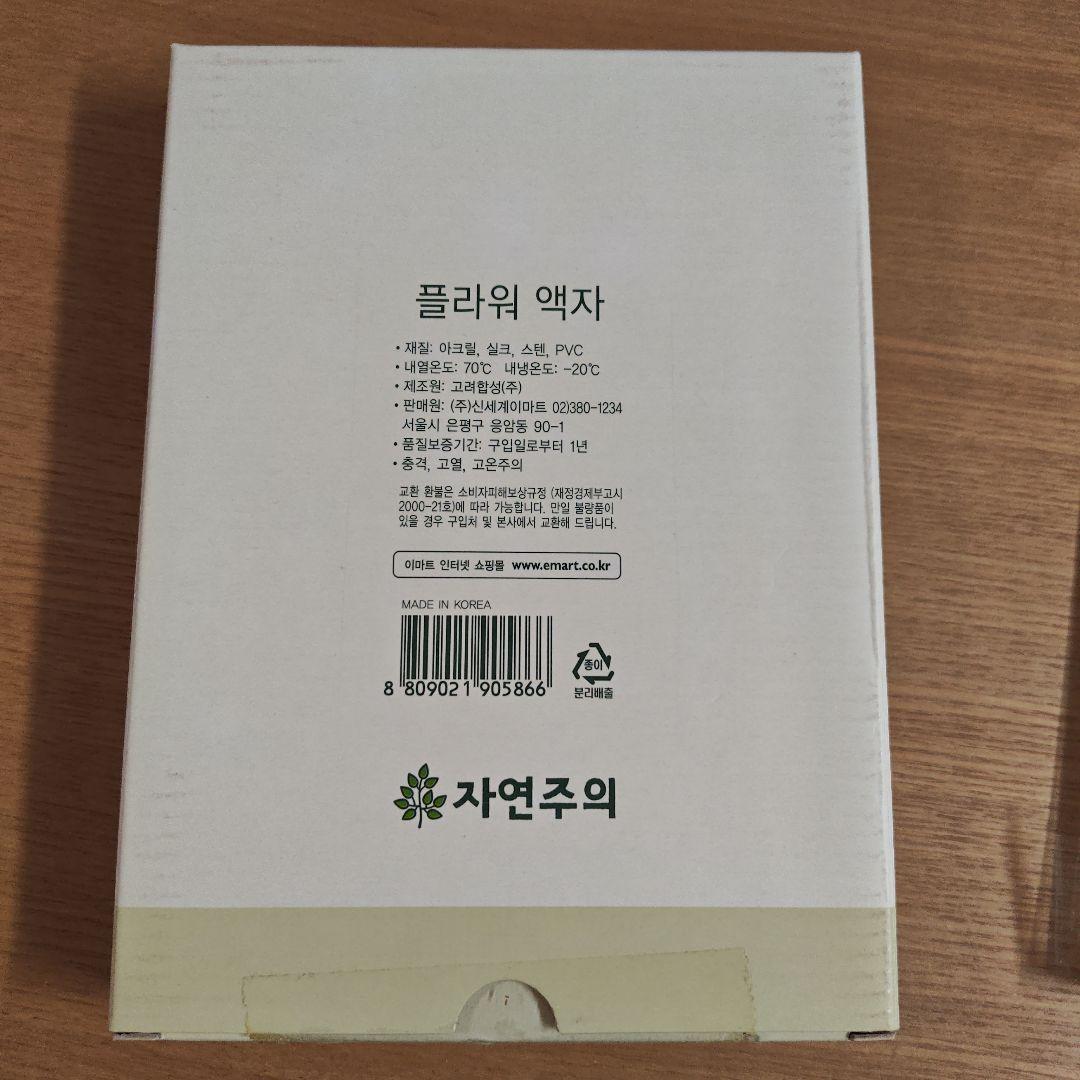 플라워 액자
• 재질: 아크릴, 실크, 스텐, PVC
• 내열온도: 70℃ 내냉온도: -20℃
• 제조원: 고려합성(주)
• 판매원: (주)신세계이마트 02)380-1234
서울시 은평구 응암동 90-1
• 품질보증기간: 구입일로부터 1년
• 충격, 고열, 고온주의
교환 환불은 소비자피해보상규정 (재정경제부고시
2000-21호)에 따라 가능합니다. 만일 불량품이
있을 경우 구입처 및 본사에서 교환해 드립니다.
이마트 인터넷 쇼핑몰 www.emart.co.kr
MADE IN KOREA
8 809021 905866
종이
분리배출
자연주의